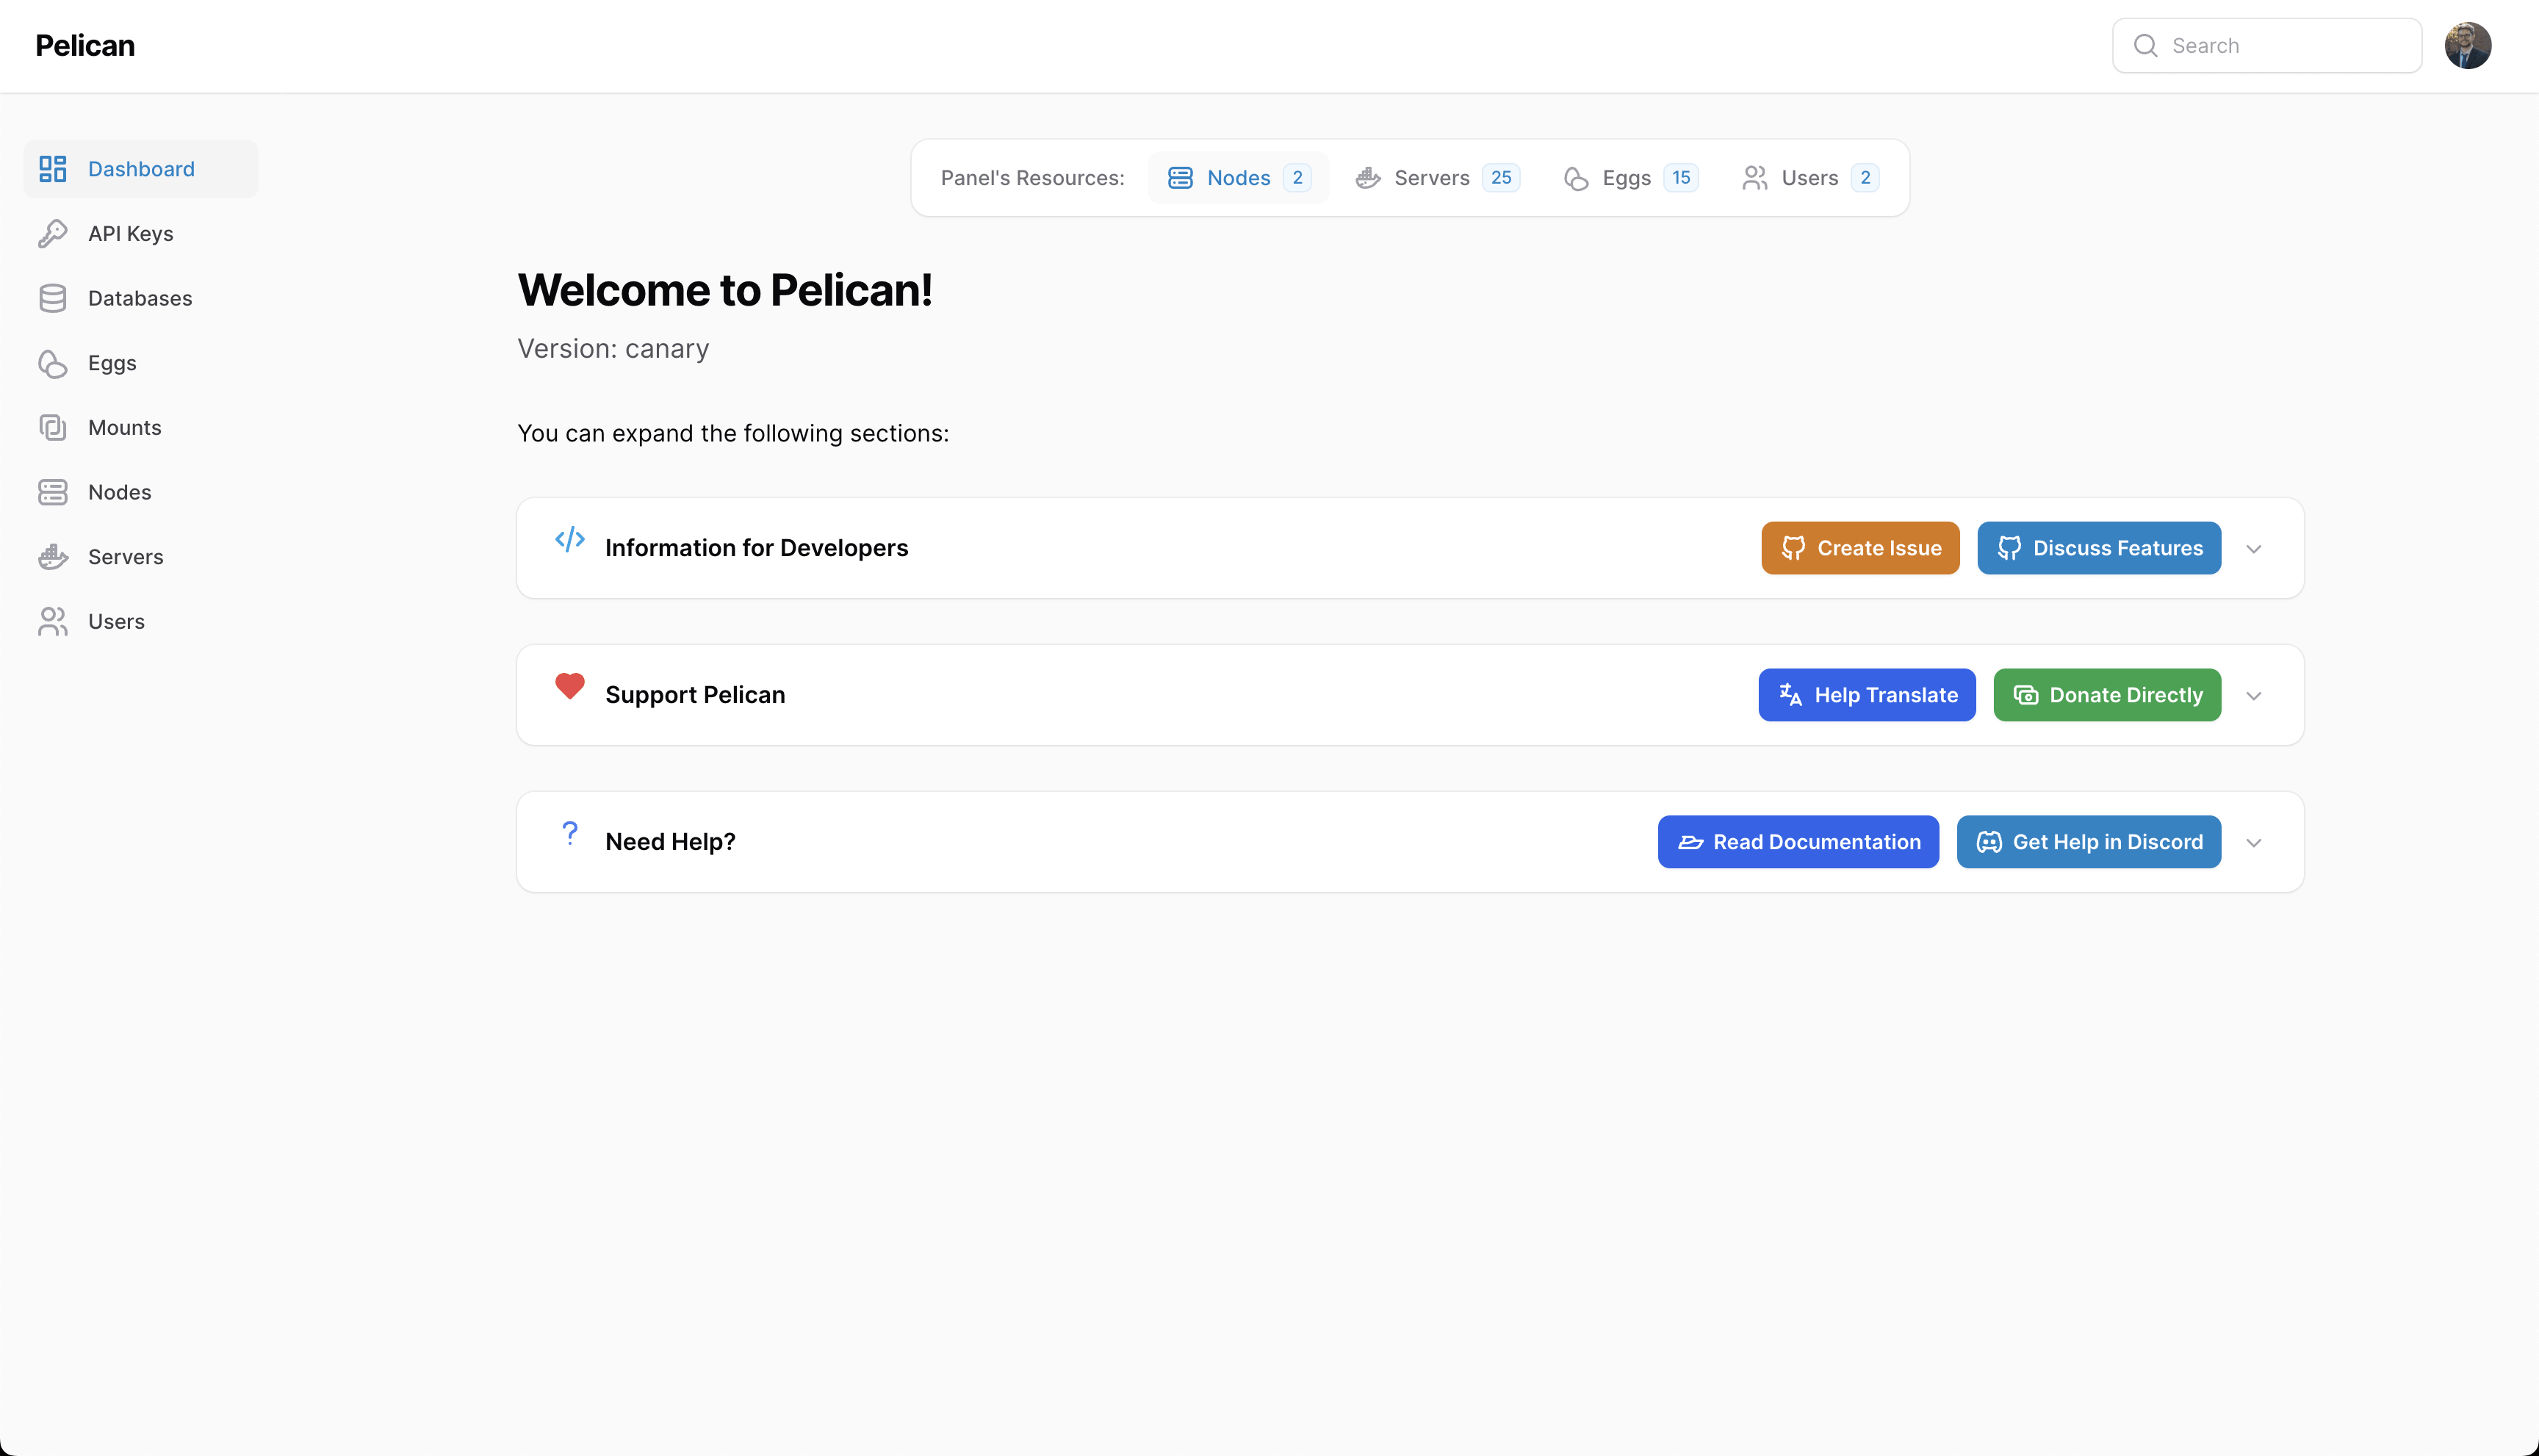 Pelican
Search
Dashboard
API Keys
Databases
Eggs
Mounts
Nodes
Servers
Users
Panel's Resources: Nodes 2 Servers 25 Eggs 15 Users 2
Welcome to Pelican!
Version: canary
You can expand the following sections:
Information for Developers Create Issue Discuss Features
Support Pelican Help Translate Donate Directly
Need Help? Read Documentation Get Help in Discord